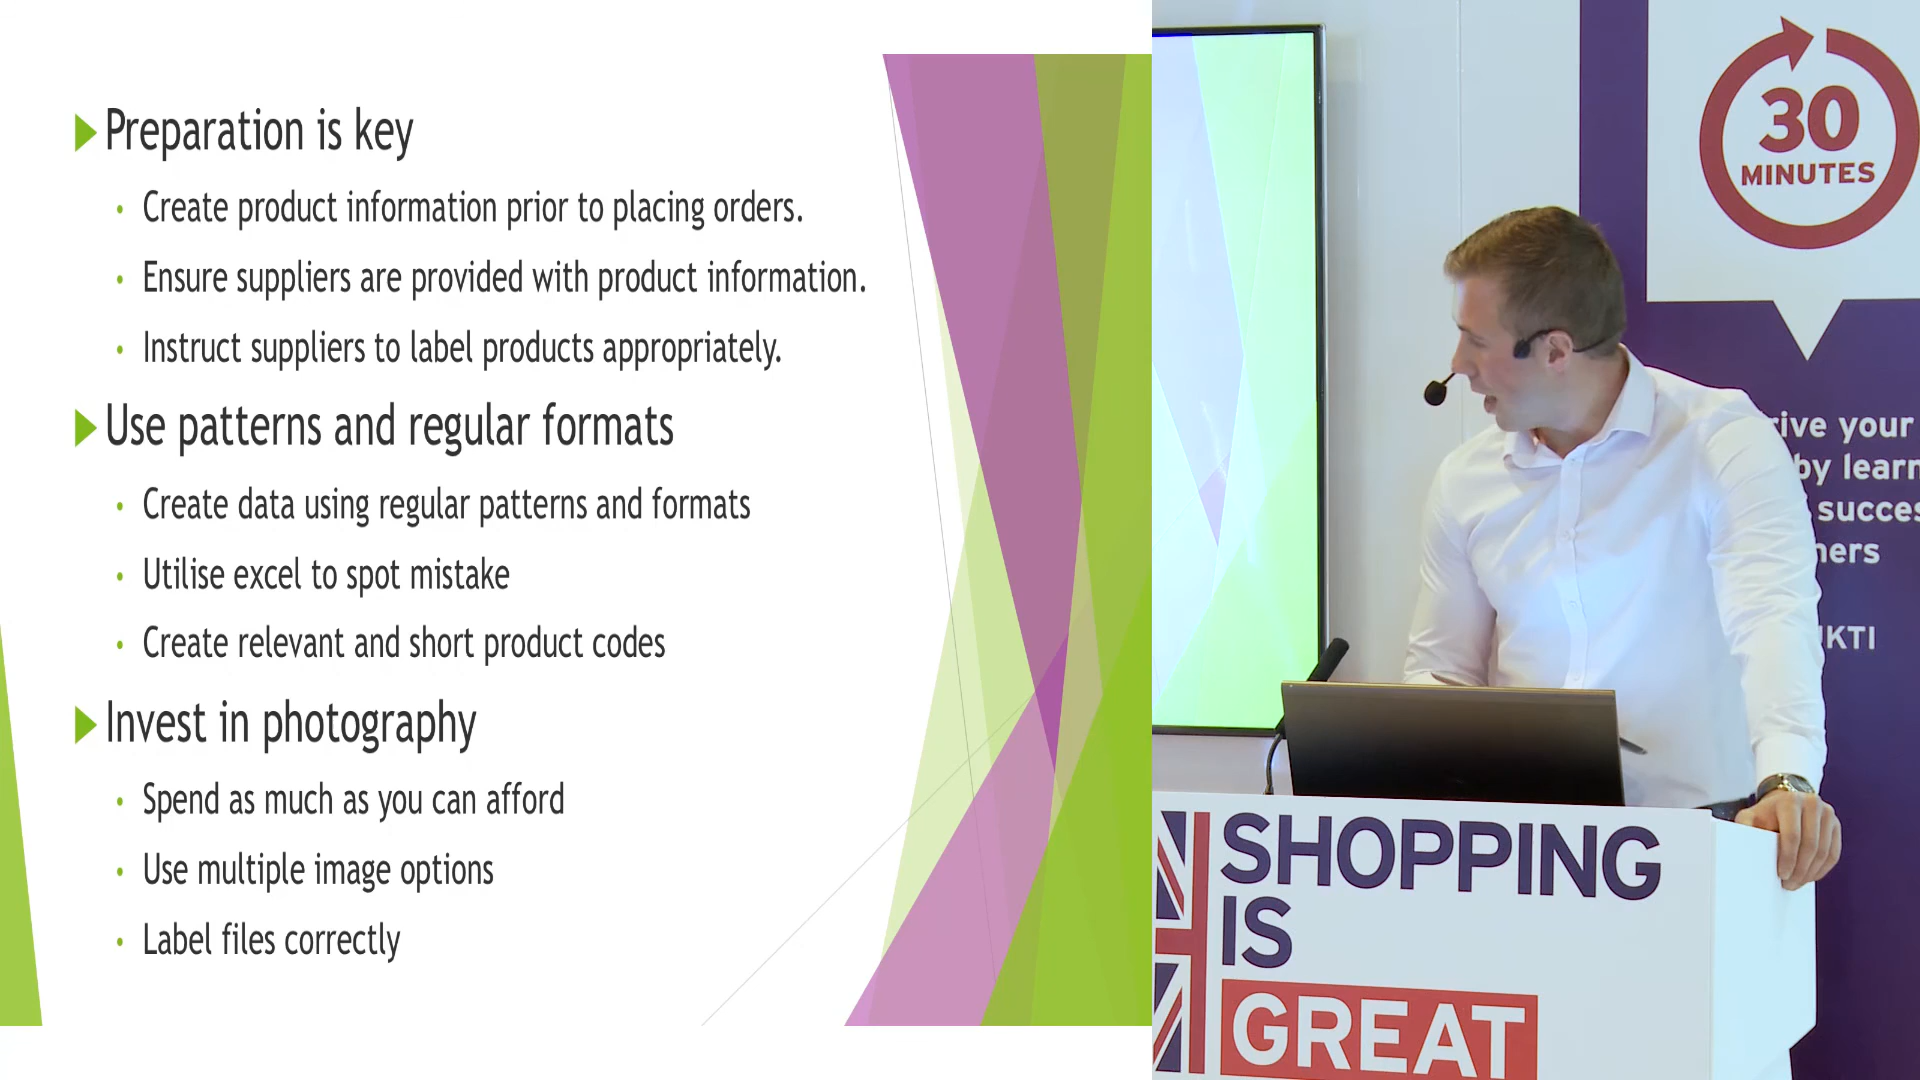 Preparation is key
Create product information prior to placing orders.
Ensure suppliers are provided with product information.
Instruct suppliers to label products appropriately.
Use patterns and regular formats
Create data using regular patterns and formats
Utilise excel to spot mistake
Create relevant and short product codes
Invest in photography
Spend as much as you can afford
Use multiple image options
Label files correctly
30
MINUTES
your
by
SHOPPING
IS
GREAT